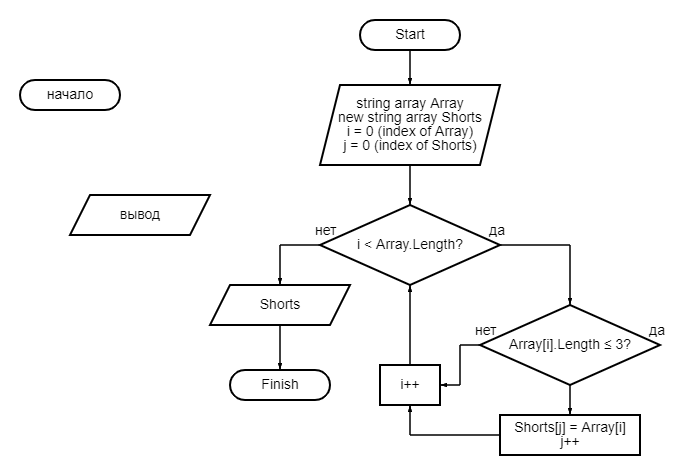 Start
начало
string array Array
new string array Shorts
i = 0 (index of Array)
j = 0 (index of Shorts)
вывод
нет
i < Array.Length?
да
Shorts
нет
Array[i].Length ≤ 3?
да
Finish
i++
Shorts[j] = Array[i]
j++